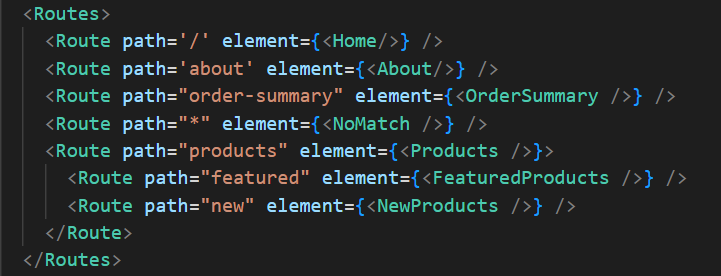 <Routes>
<Route path='/' element={<Home/>} />
<Route path='about' element={<About/>} />
<Route path="order-summary" element={<OrderSummary />} />
<Route path="*" element={<NoMatch />} />
<Route path="products" element={<Products />}>
<Route path="featured" element={<FeaturedProducts />} />
<Route path="new" element={<NewProducts />} />
</Route>
</Routes>